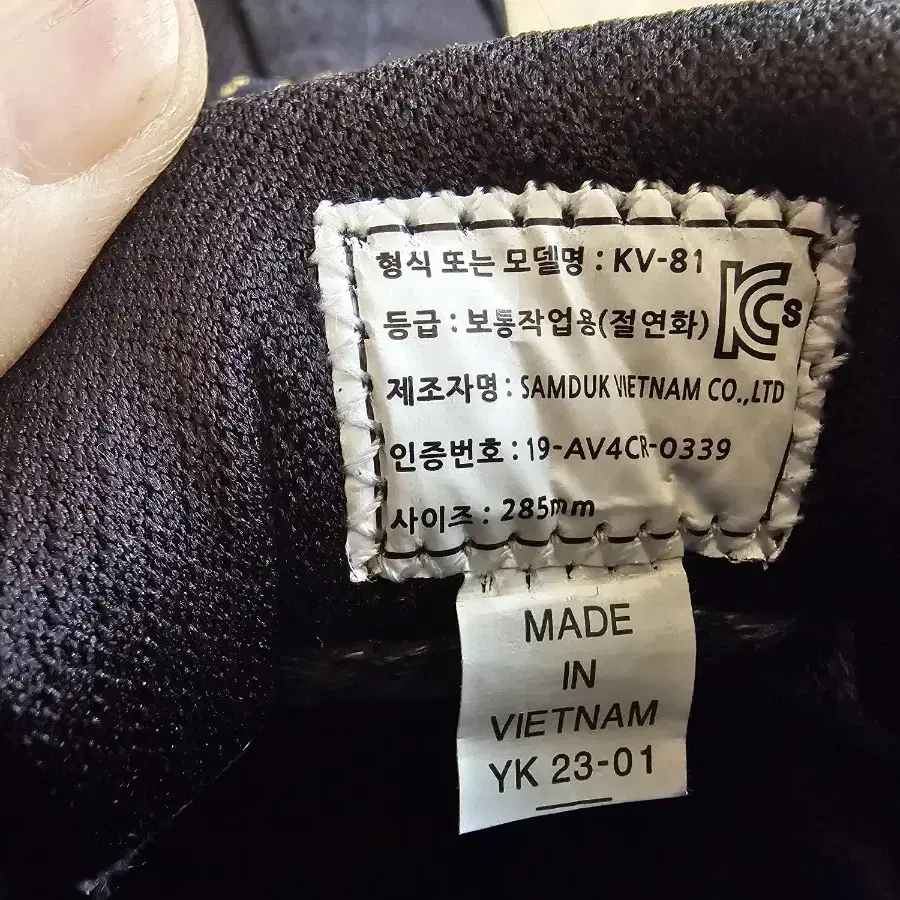 형식 또는 모델명 : KV-81
등급 : 보통작업용(절연화)
KCs
제조자명 : SAMDUK VIETNAM CO.,LTD
인증번호 : 19-AV4CR-0339
사이즈 : 285mm
MADE
IN
VIETNAM
YK 23-01